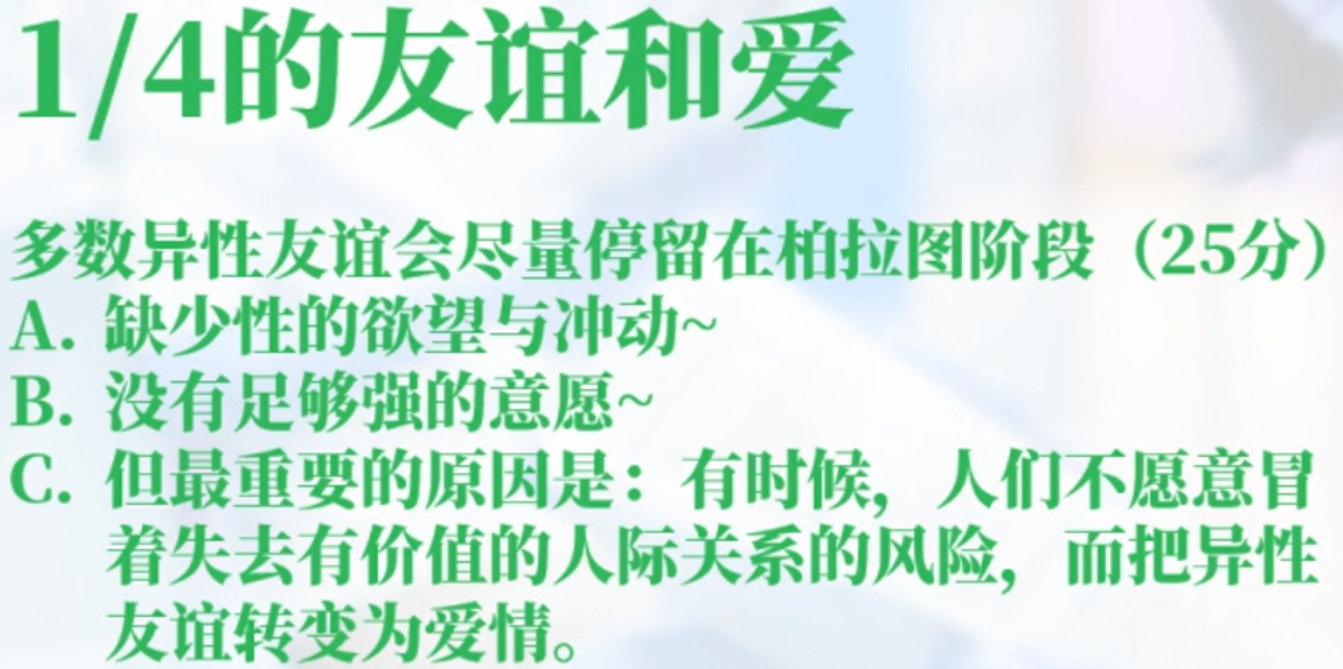 1/4的友谊和爱
多数异性友谊会尽量停留在柏拉图阶段（25分）
A. 缺少性的欲望与冲动~
B. 没有足够强的意愿~
C. 但最重要的原因是：有时候，人们不愿意冒
着失去有价值的人际关系的风险，而把异性
友谊转变为爱情。